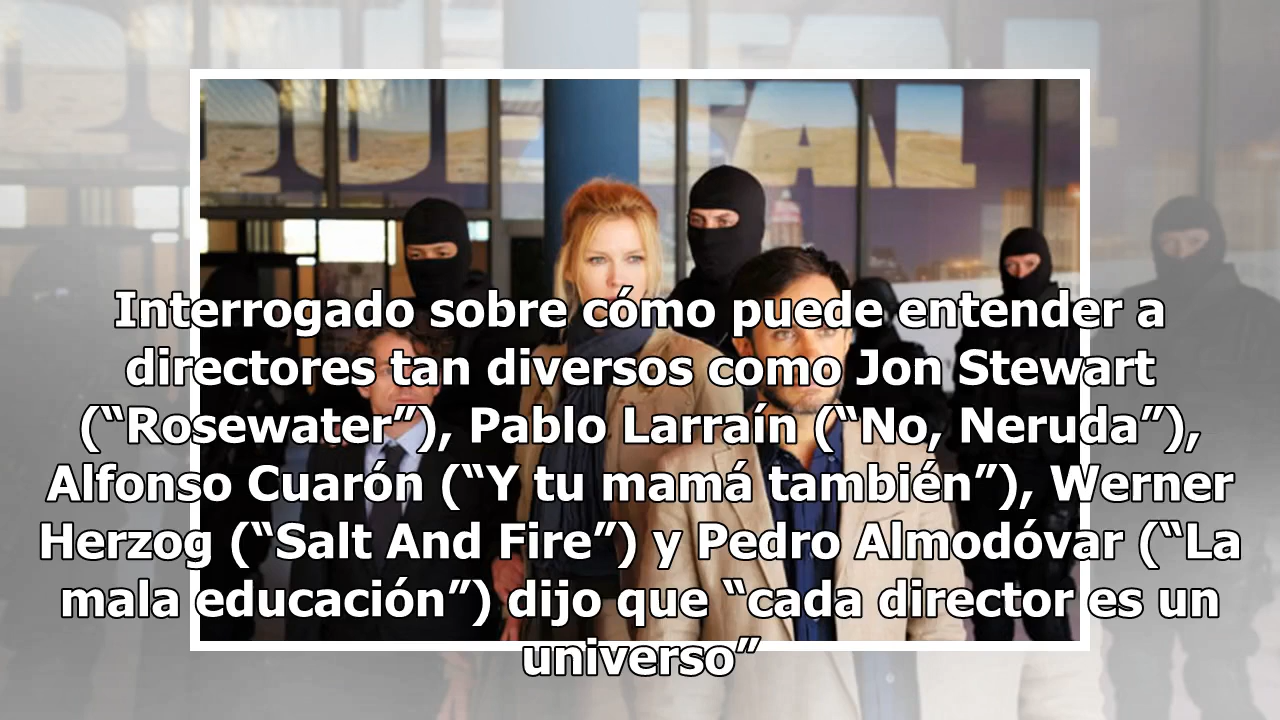 Interrogado sobre cómo puede entender a
directores tan diversos como Jon Stewart
(“Rosewater”), Pablo Larraín (“No, Neruda”),
Alfonso Cuarón (“Y tu mamá también”), Werner
Herzog (“Salt And Fire”) y Pedro Almodóvar (“La
mala educación”) dijo que “cada director es un
universo”